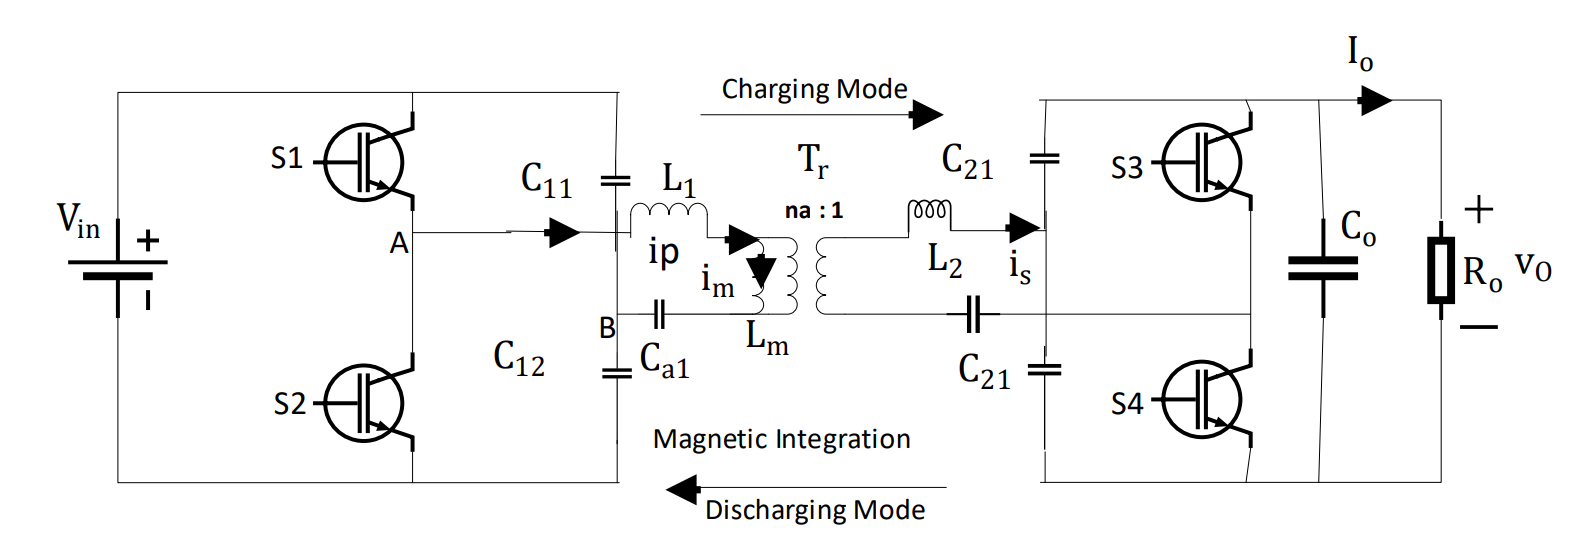 Charging Mode
I₀
S1
C₁₁
L₁
Tᵣ
na : 1
C₂₁
S3
Vᵢₙ
+
−
A
ip
iₘ
L₂
iₛ
Cₒ
+
Rₒ
vO
−
B
C₁₂
Cₐ₁
Lₘ
C₂₁
S2
S4
Magnetic Integration
Discharging Mode